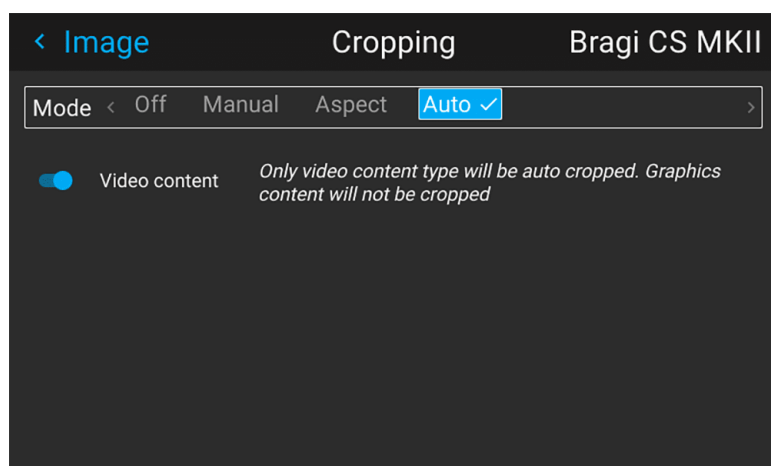 Image Cropping Bragi CS MKII
Mode Off Manual Aspect Auto
Video content Only video content type will be auto cropped. Graphics
content will not be cropped